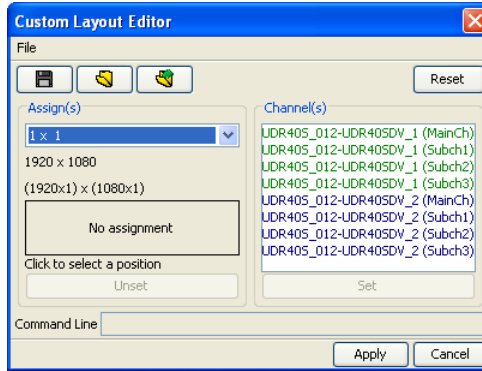 Custom Layout Editor
File
Reset
Assign(s)
1 x 1
1920 x 1080
(1920x1) x (1080x1)
No assignment
Click to select a position
Unset
Channel(s)
UDR40S_012-UDR40SDV_1 (MainCh)
UDR40S_012-UDR40SDV_1 (Subch1)
UDR40S_012-UDR40SDV_1 (Subch2)
UDR40S_012-UDR40SDV_1 (Subch3)
UDR40S_012-UDR40SDV_2 (MainCh)
UDR40S_012-UDR40SDV_2 (Subch1)
UDR40S_012-UDR40SDV_2 (Subch2)
UDR40S_012-UDR40SDV_2 (Subch3)
Set
Command Line
Apply
Cancel